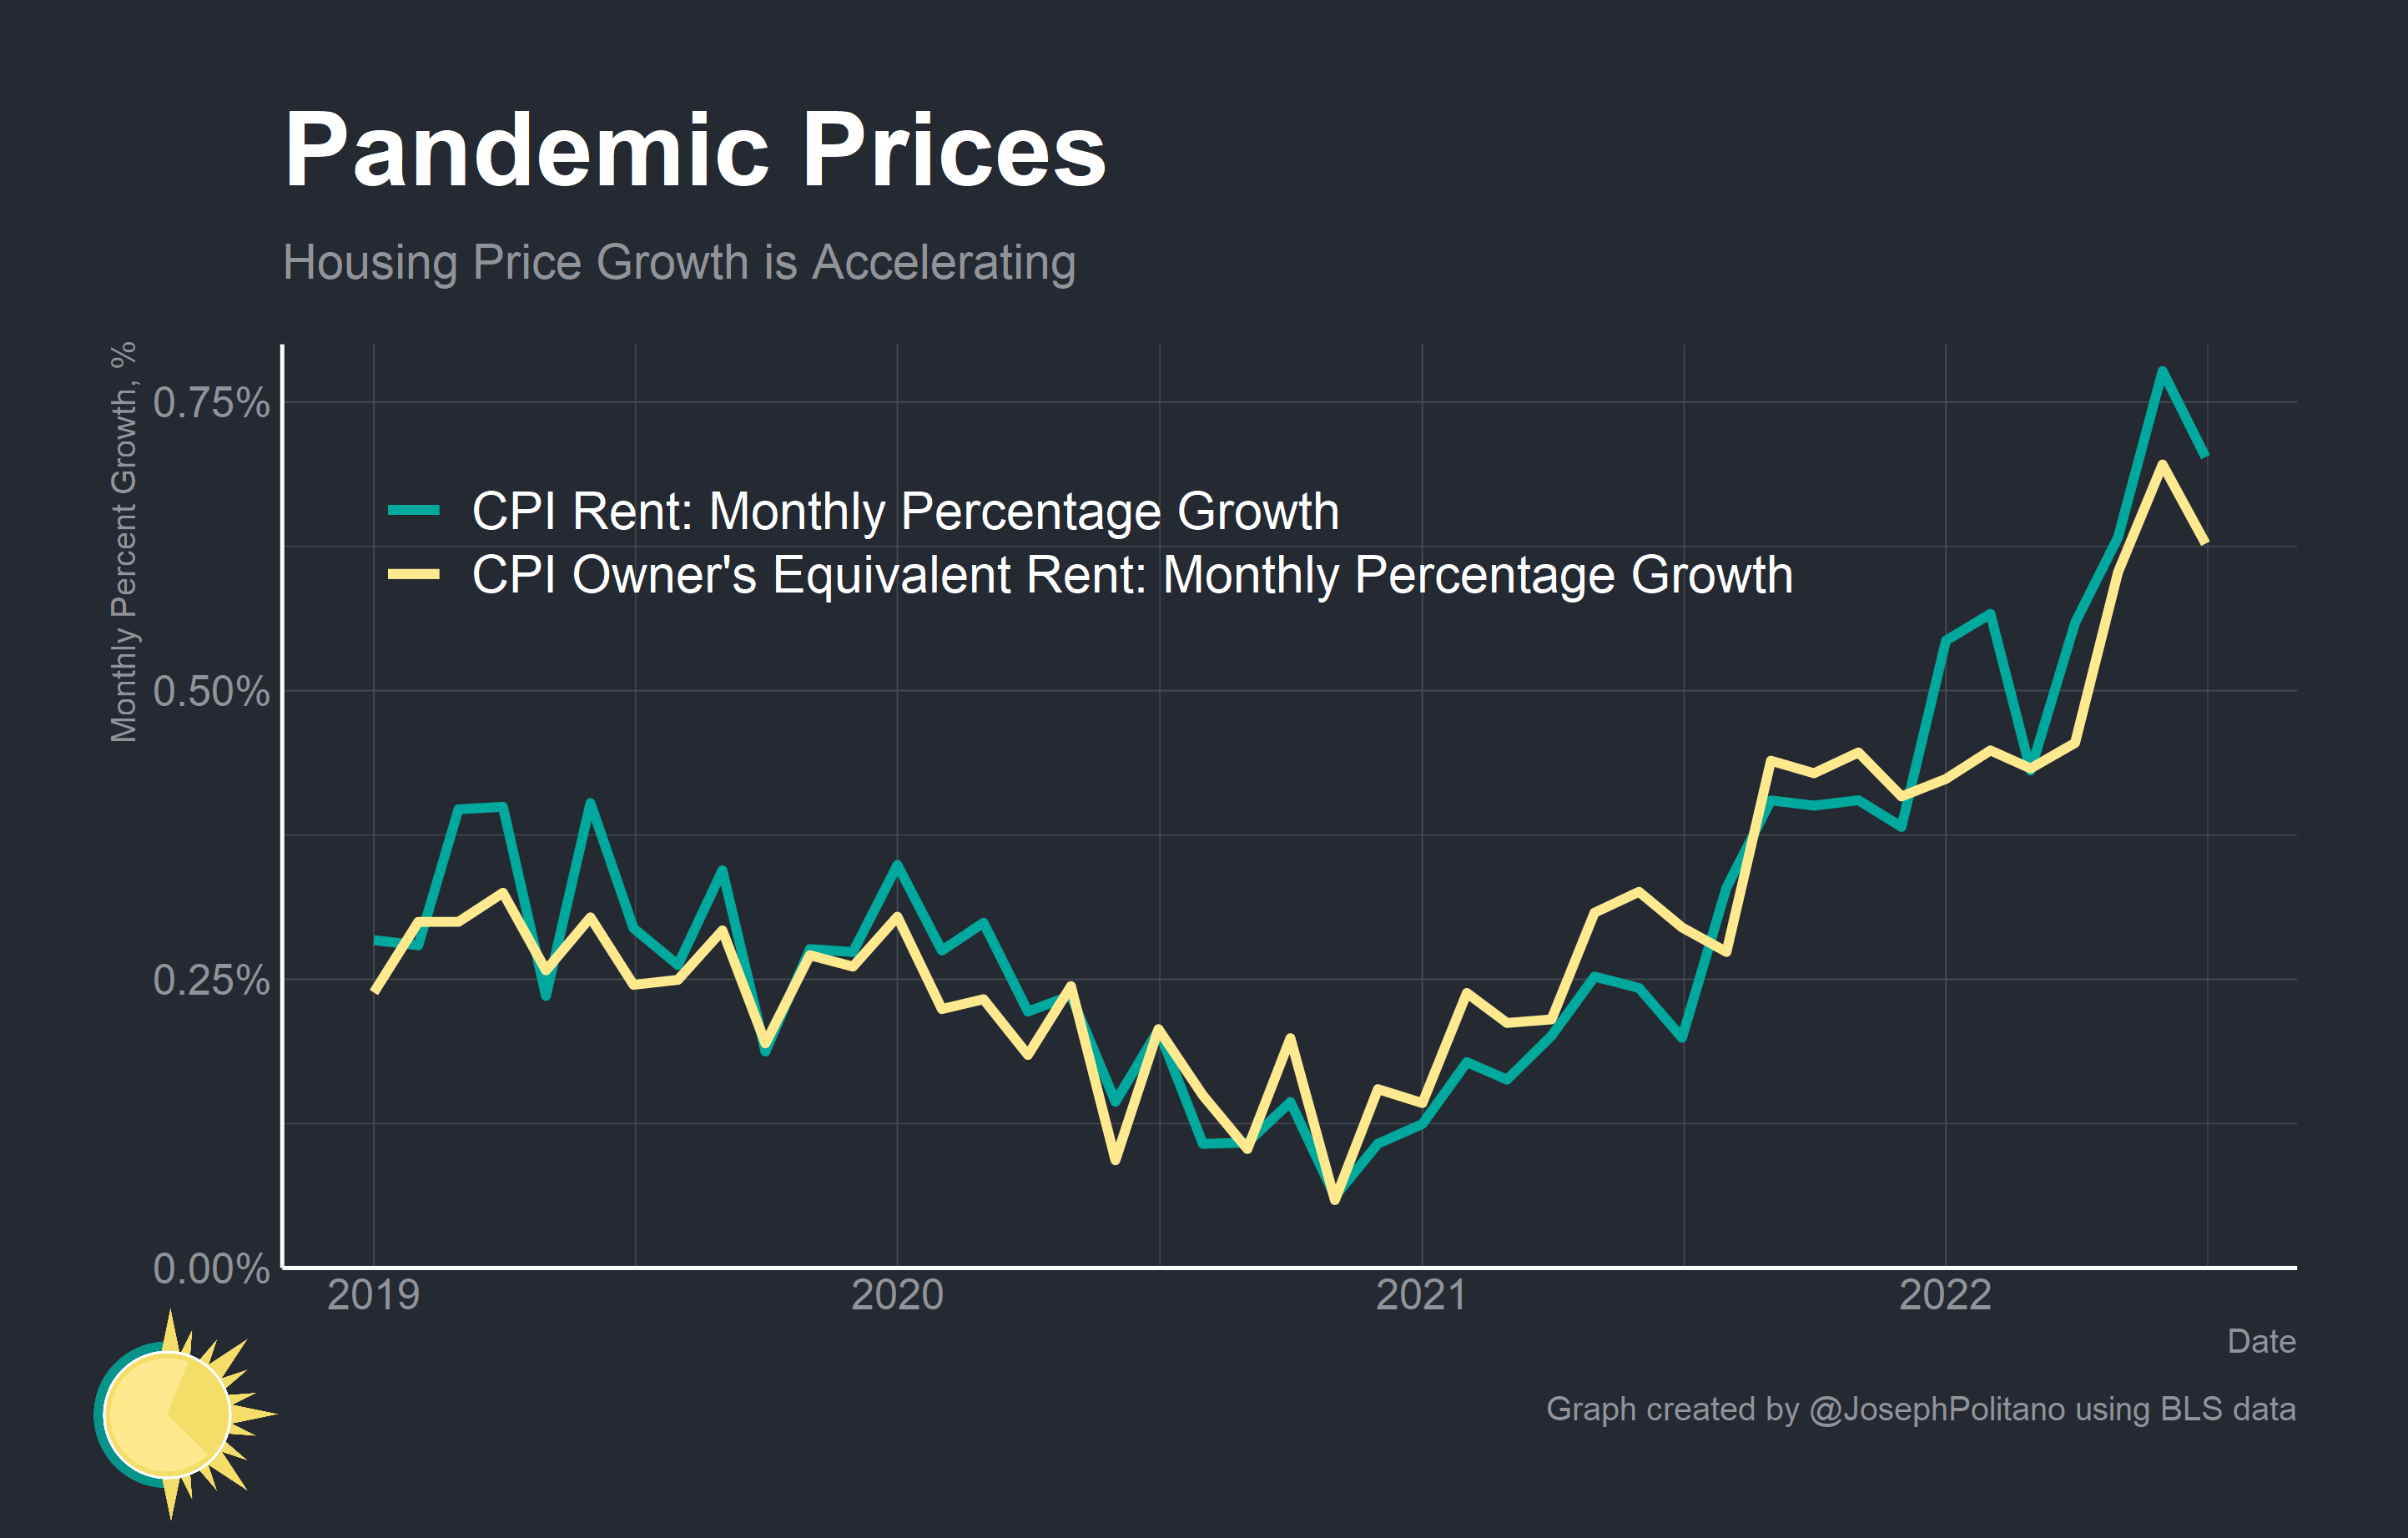 Pandemic Prices
Housing Price Growth is Accelerating
Monthly Percent Growth, %
0.75%
CPI Rent: Monthly Percentage Growth
CPI Owner's Equivalent Rent: Monthly Percentage Growth
0.50%
0.25%
0.00%
2019
2020
2021
2022
Date
Graph created by @JosephPolitano using BLS data